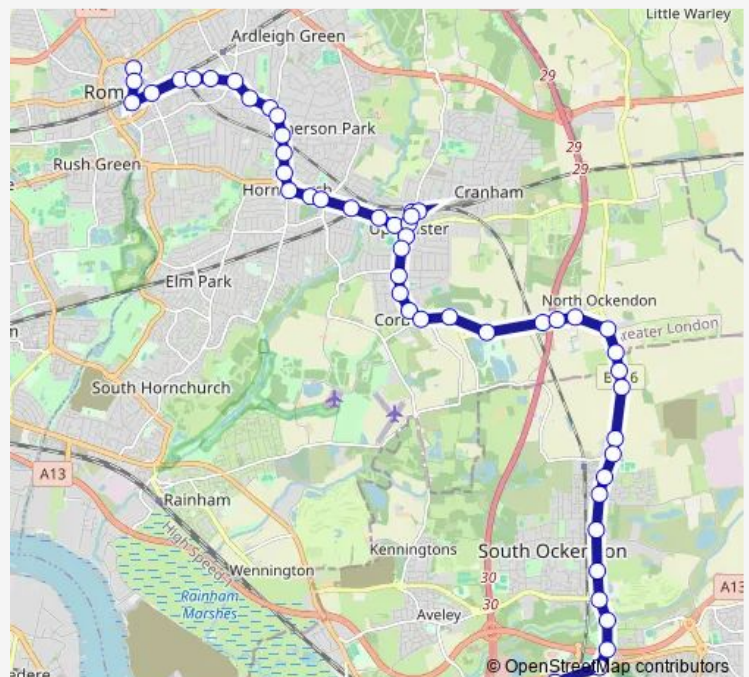 Little Warley
Ardleigh Green
29
Rom
erson Park
29
29
Rush Green
Horn
ch
Cranham
Up
ster
Elm Park
North Ockendon
Corb
reater London
South Hornchurch
E
6
A13
Rainham
High Speed
Kenningtons
South Ocken
on
Wennington
30
30
A13
Rainham
Marshes
Aveley
edere
© OpenStreetMap contributors